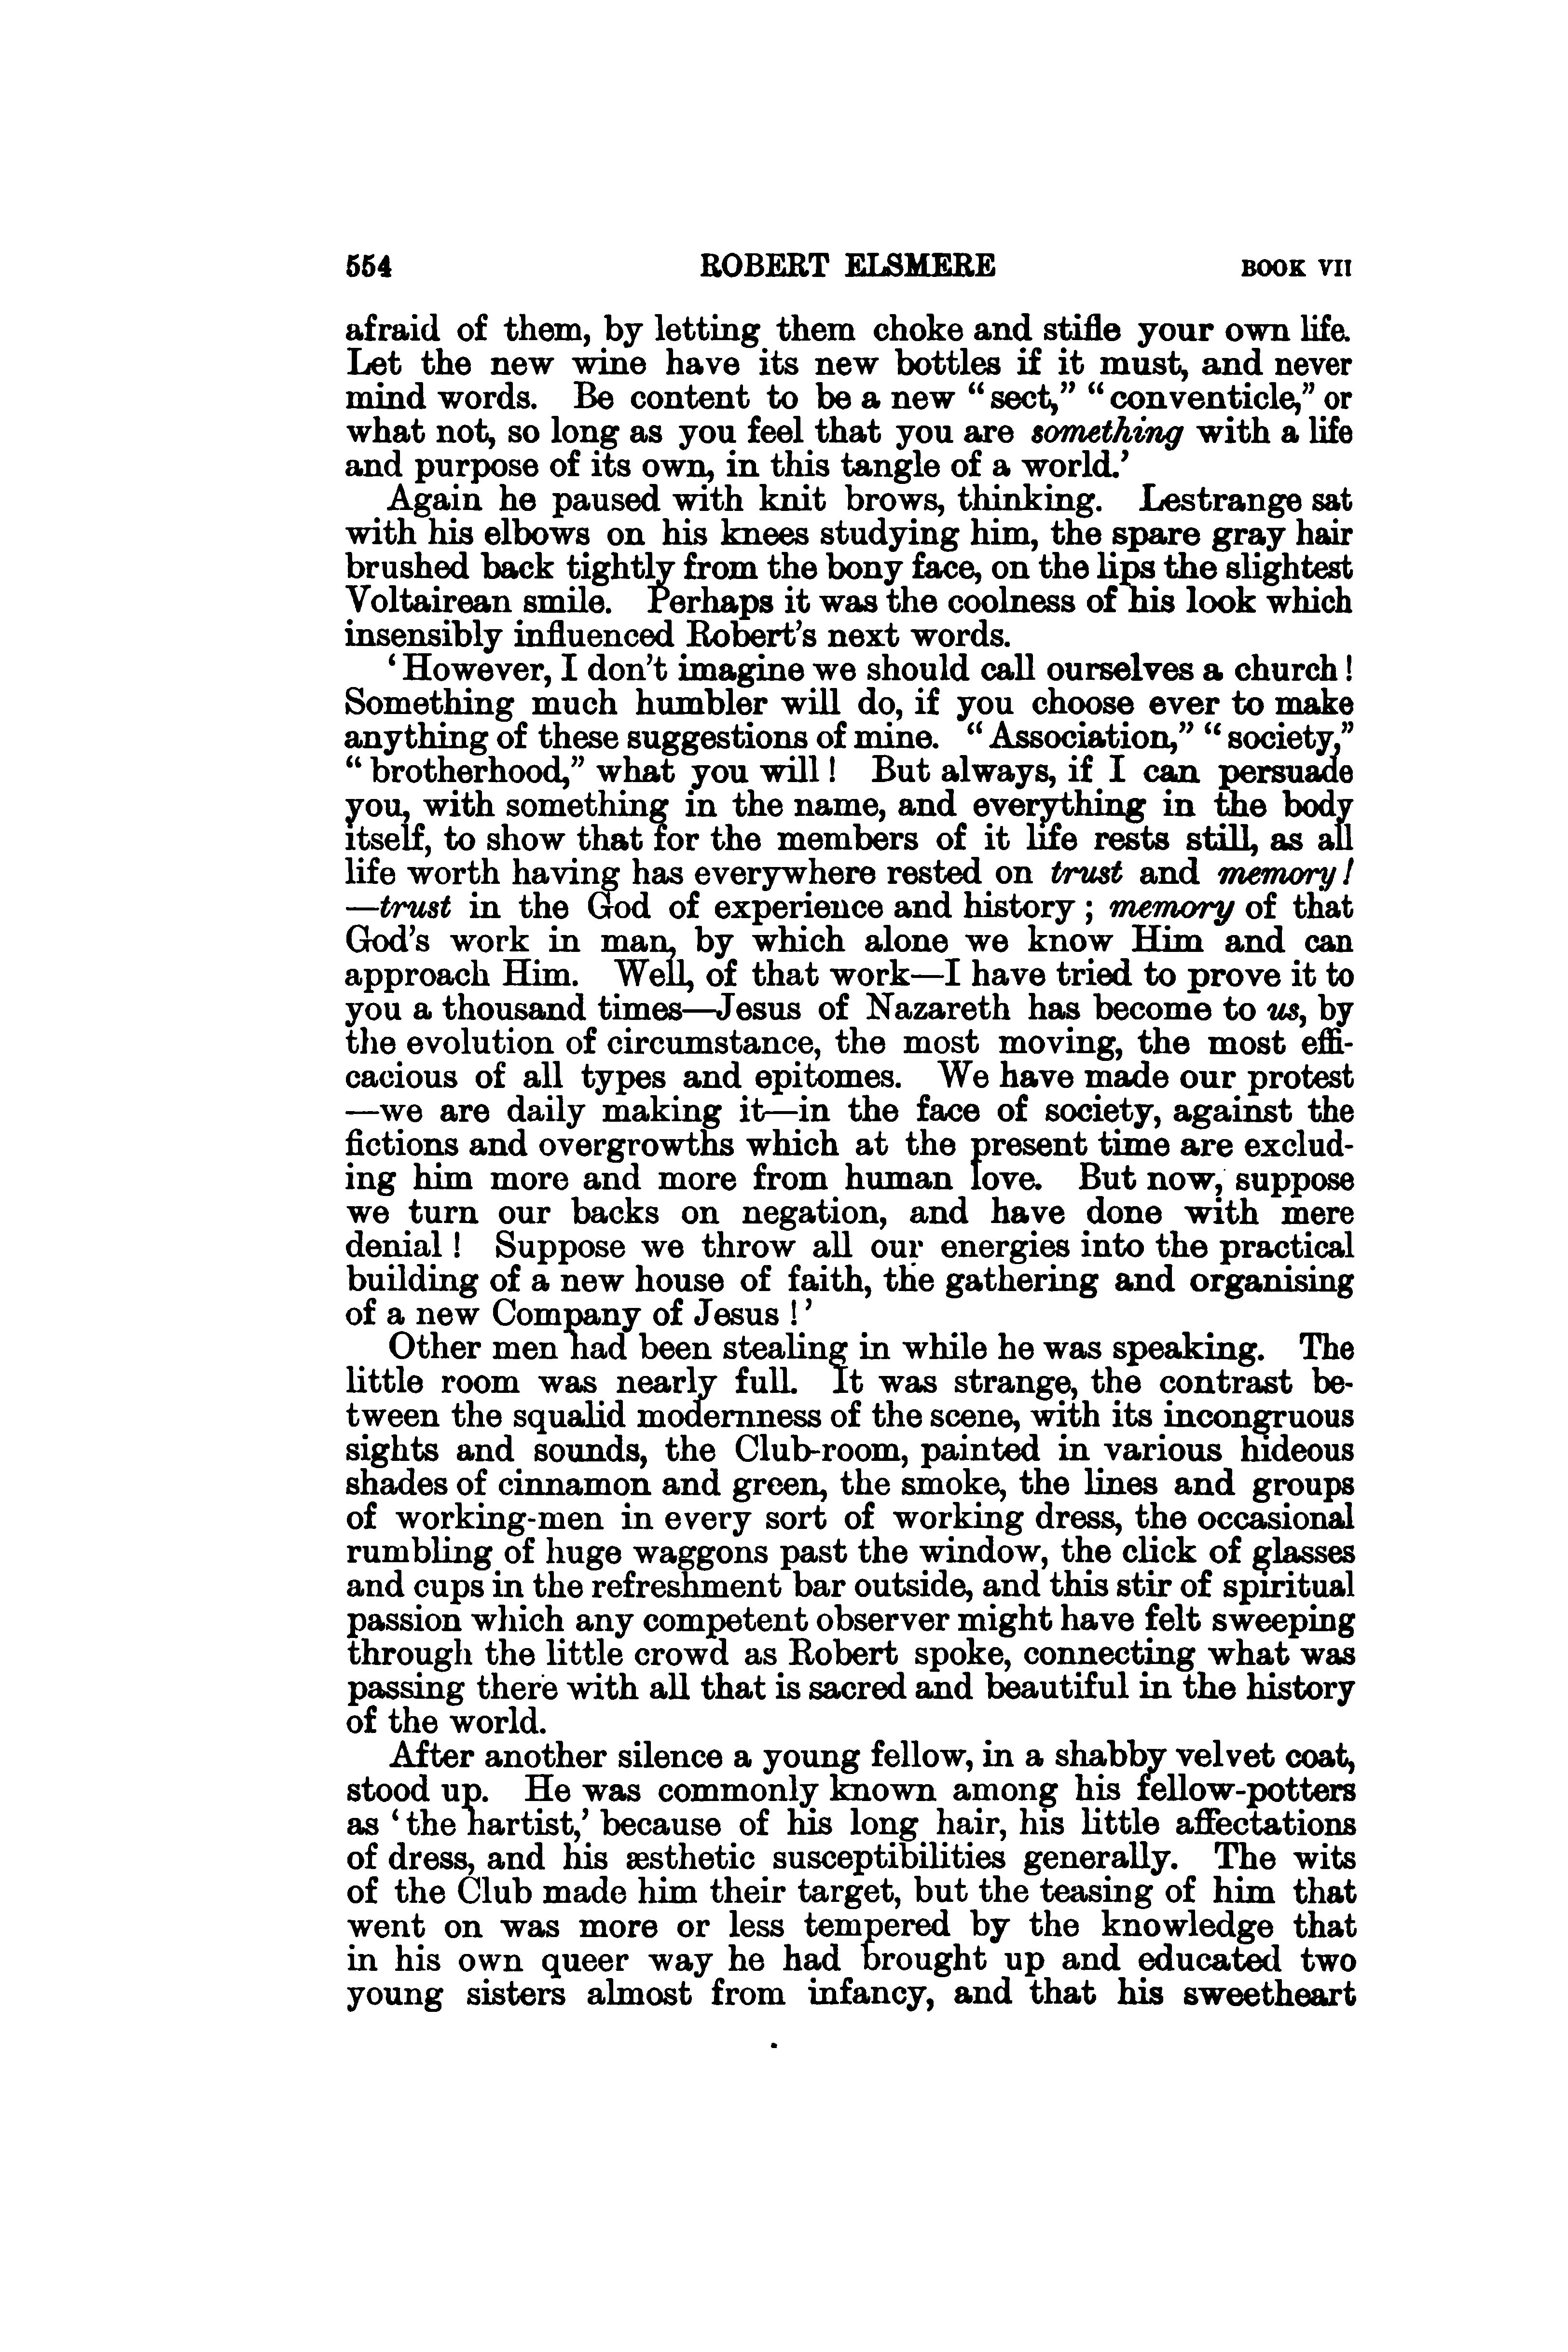 554 ROBERT ELSMERE BOOK VII
afraid of them, by letting them choke and stifle your own life.
Let the new wine have its new bottles if it must, and never
mind words. Be content to be a new “sect,” “conventicle,” or
what not, so long as you feel that you are something with a life
and purpose of its own, in this tangle of a world.’
Again he paused with knit brows, thinking. Lestrange sat
with his elbows on his knees studying him, the spare gray hair
brushed back tightly from the bony face, on the lips the slightest
Voltairean smile. Perhaps it was the coolness of his look which
insensibly influenced Robert’s next words.
‘However, I don’t imagine we should call ourselves a church!
Something much humbler will do, if you choose ever to make
anything of these suggestions of mine. “Association,” “society,”
“brotherhood,” what you will! But always, if I can persuade
you, with something in the name, and everything in the body
itself, to show that for the members of it life rests still, as all
life worth having has everywhere rested on trust and memory!
—trust in the God of experience and history; memory of that
God’s work in man, by which alone we know Him and can
approach Him. Well, of that work—I have tried to prove it to
you a thousand times—Jesus of Nazareth has become to us, by
the evolution of circumstance, the most moving, the most effi-
cacious of all types and epitomes. We have made our protest
—we are daily making it—in the face of society, against the
fictions and overgrowths which at the present time are exclud-
ing him more and more from human love. But now, suppose
we turn our backs on negation, and have done with mere
denial! Suppose we throw all our energies into the practical
building of a new house of faith, the gathering and organising
of a new Company of Jesus!’
Other men had been stealing in while he was speaking. The
little room was nearly full. It was strange, the contrast be-
tween the squalid modernness of the scene, with its incongruous
sights and sounds, the Club-room, painted in various hideous
shades of cinnamon and green, the smoke, the lines and groups
of working-men in every sort of working dress, the occasional
rumbling of huge waggons past the window, the click of glasses
and cups in the refreshment bar outside, and this stir of spiritual
passion which any competent observer might have felt sweeping
through the little crowd as Robert spoke, connecting what was
passing there with all that is sacred and beautiful in the history
of the world.
After another silence a young fellow, in a shabby velvet coat,
stood up. He was commonly known among his fellow-potters
as ‘the hartist,’ because of his long hair, his little affectations
of dress, and his æsthetic susceptibilities generally. The wits
of the Club made him their target, but the teasing of him that
went on was more or less tempered by the knowledge that
in his own queer way he had brought up and educated two
young sisters almost from infancy, and that his sweetheart